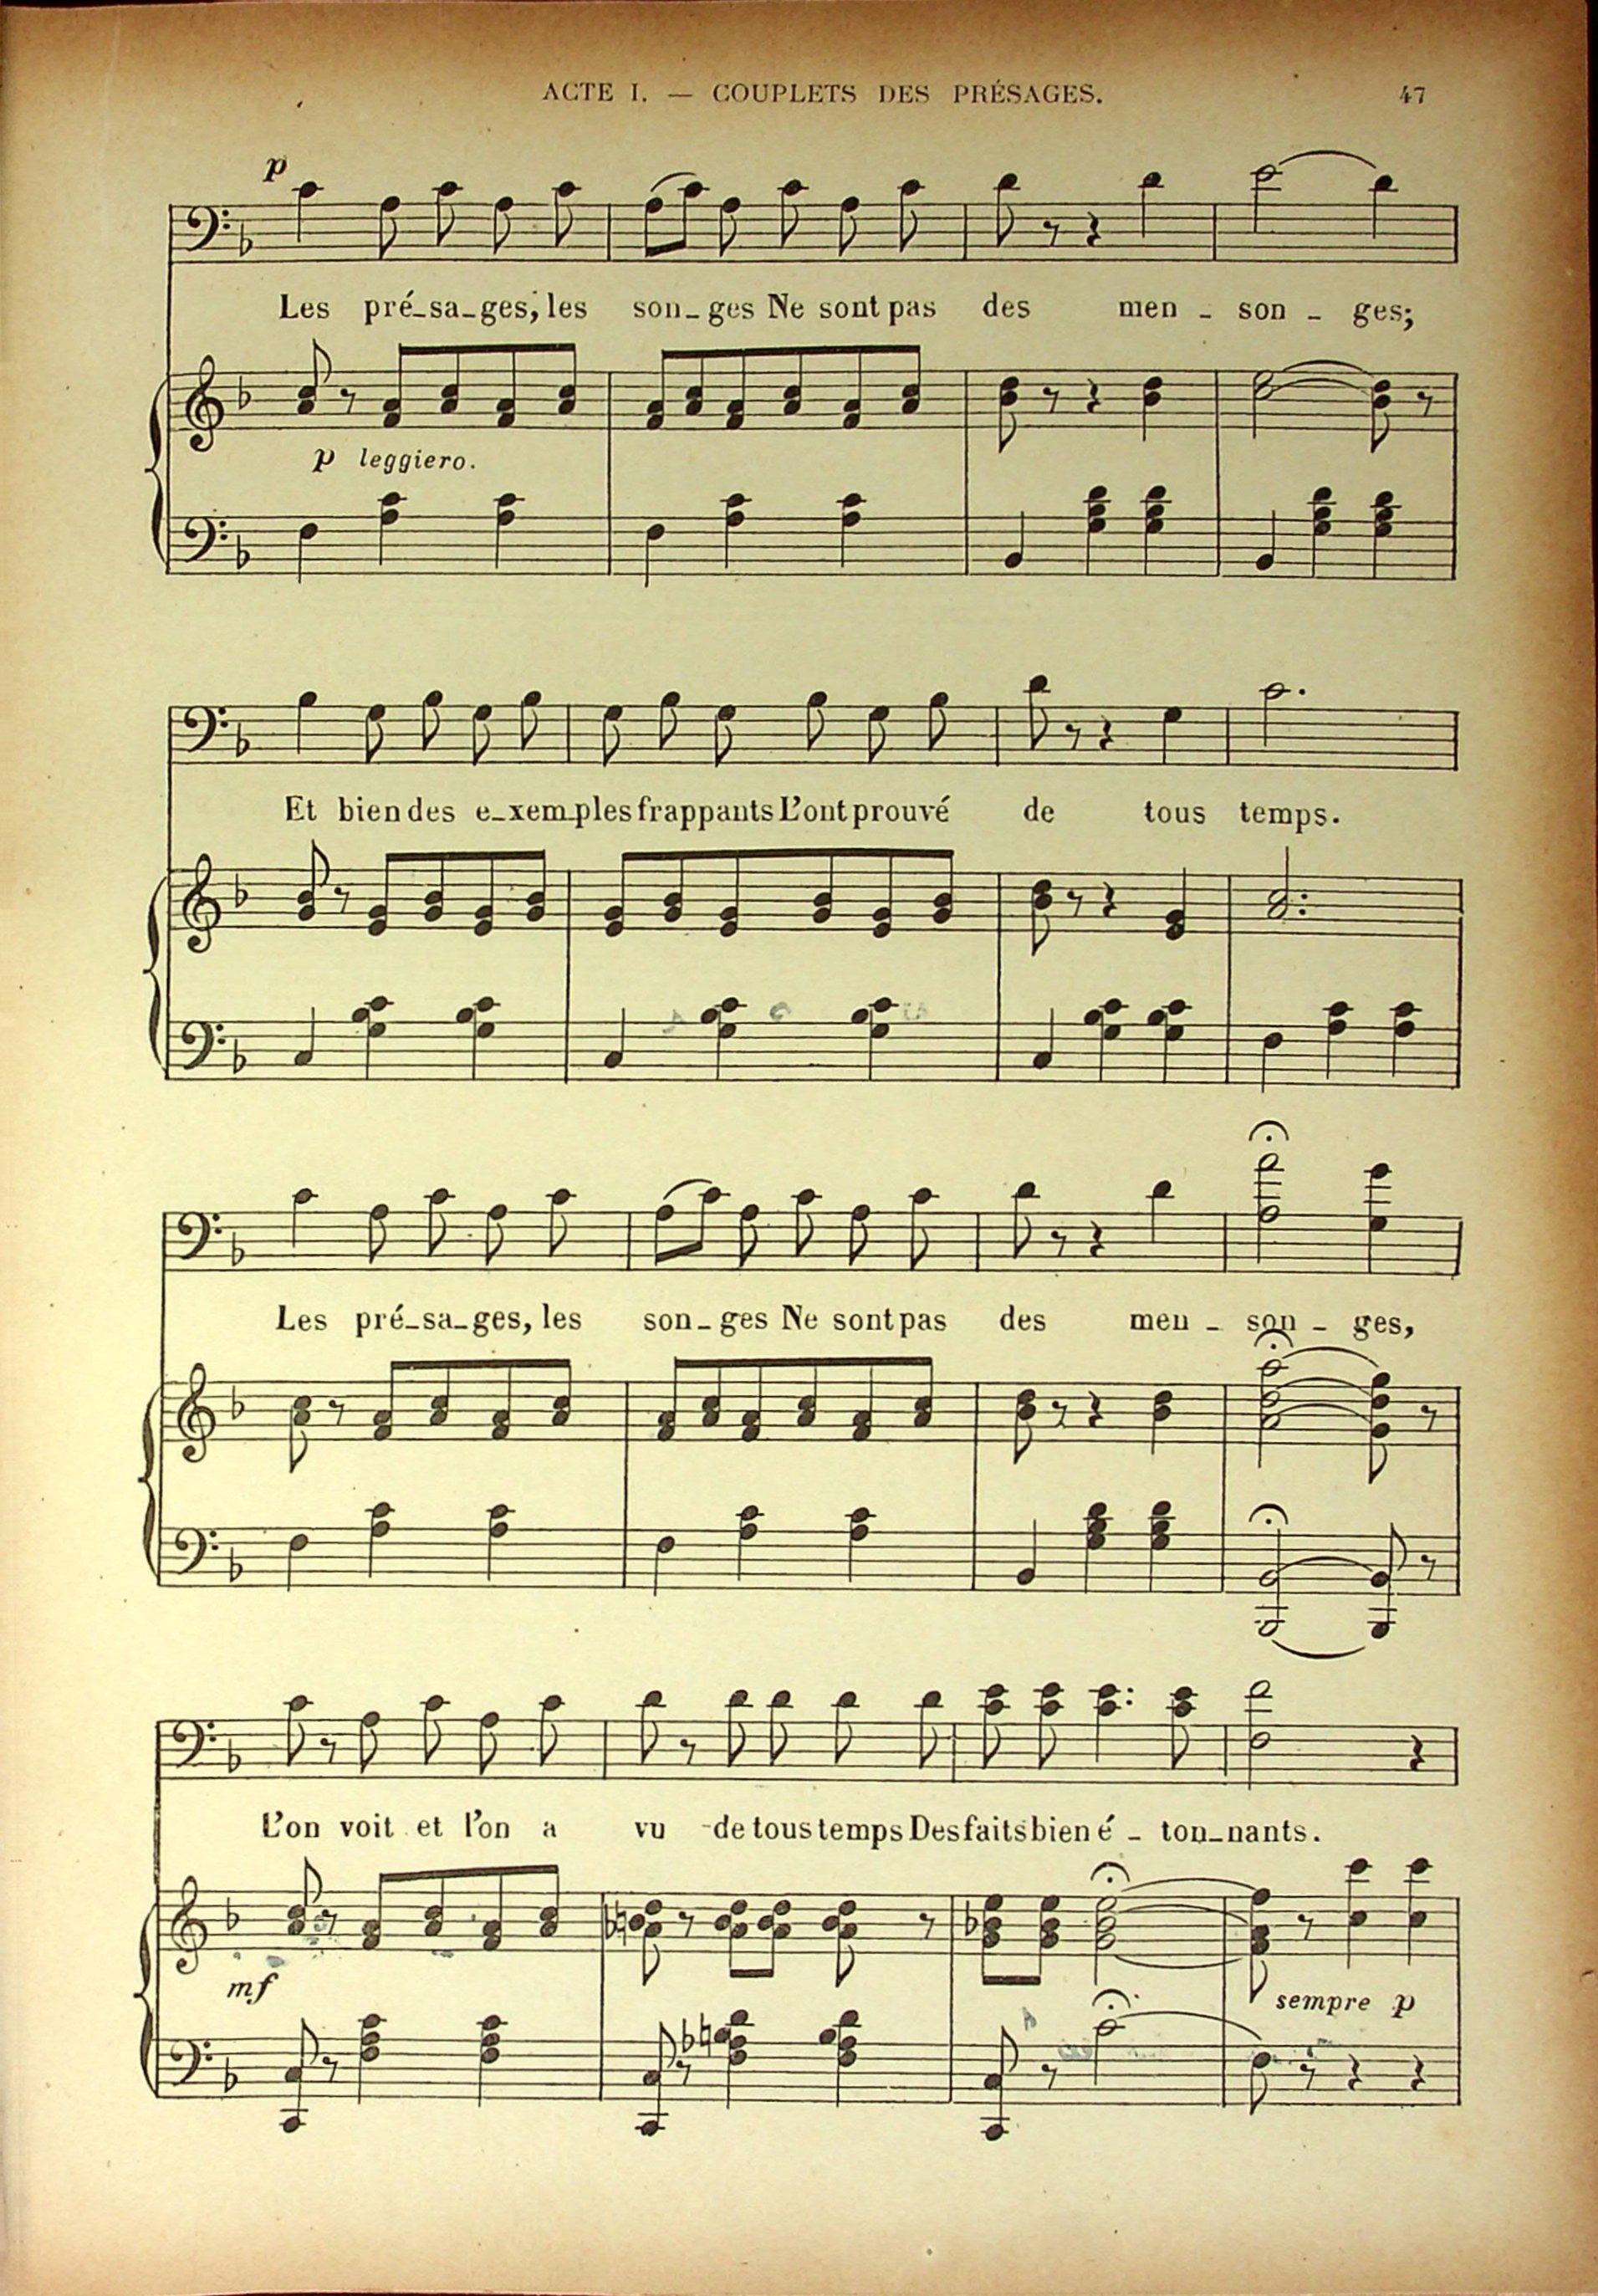 ACTE I. — COUPLETS DES PRÉSAGES. 47
p
Les pré_sa_ges, les son_ges Ne sont pas des men _ son _ ges;
p leggiero.
Et bien des e_xem_ples frappants L'ont prouvé de tous temps.
Les pré_sa_ges, les son_ges Ne sont pas des men _ son _ ges,
L'on voit et l'on a vu de tous temps Des faits bien é _ ton_nants.
mf
sempre p